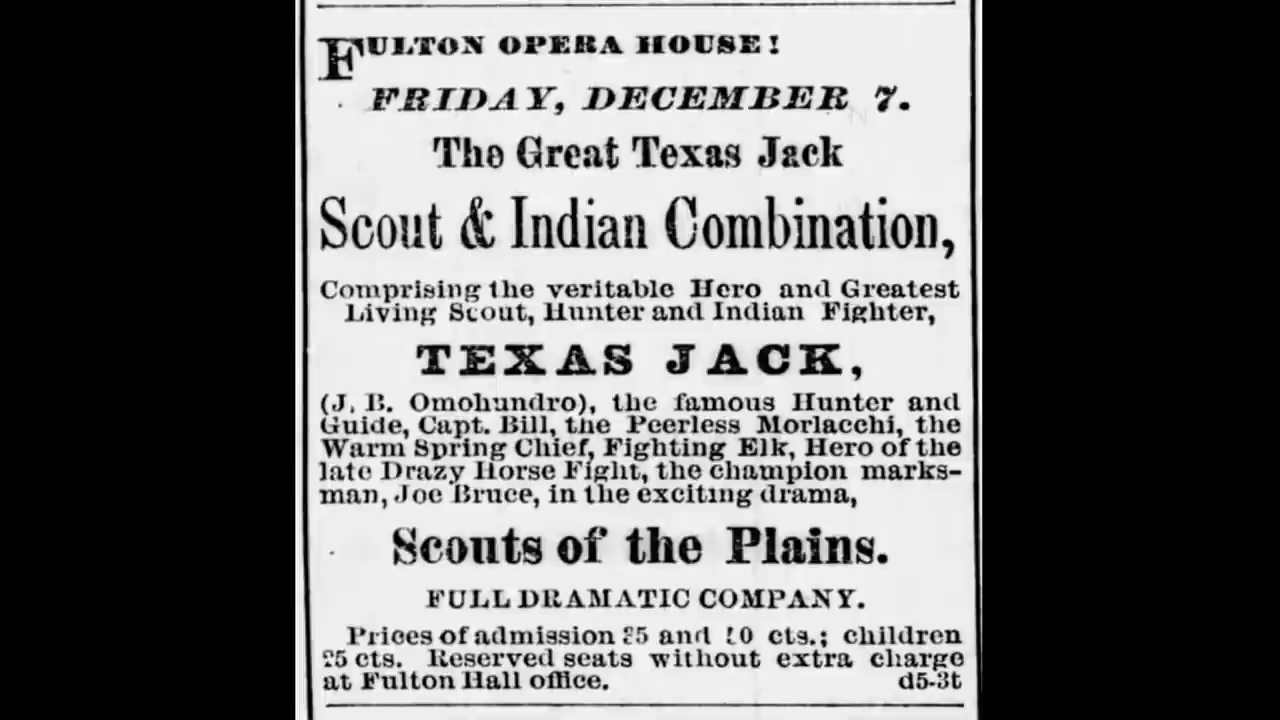 FULTON OPERA HOUSE!
FRIDAY, DECEMBER 7.
The Great Texas Jack
Scout & Indian Combination,
Comprising the veritable Hero and Greatest
Living Scout, Hunter and Indian Fighter,
TEXAS JACK,
(J. B. Omohundro), the famous Hunter and
Guide, Capt. Bill, the Peerless Morlacchi, the
Warm Spring Chief, Fighting Elk, Hero of the
late Drazy Horse Fight, the champion marks-
man, Joe Bruce, in the exciting drama,
Scouts of the Plains.
FULL DRAMATIC COMPANY.
Prices of admission and cts.; children
cts. Reserved seats without extra charge
at Fulton Hall office. d5-3t